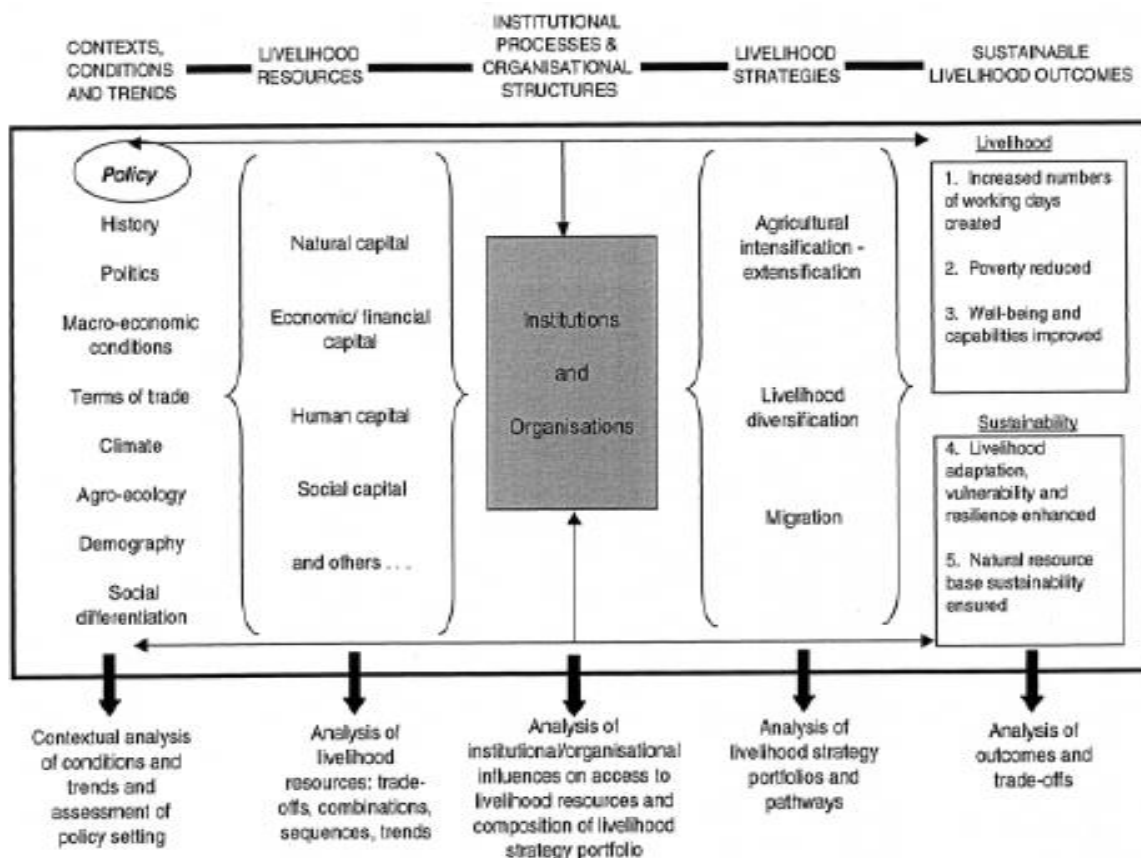 CONTEXTS,
CONDITIONS
AND TRENDS
LIVELIHOOD
RESOURCES
INSTITUTIONAL
PROCESSES &
ORGANISATIONAL
STRUCTURES
LIVELIHOOD
STRATEGIES
SUSTAINABLE
LIVELIHOOD OUTCOMES
Policy
History
Politics
Macro-economic
conditions
Terms of trade
Climate
Agro-ecology
Demography
Social
differentiation
Natural capital
Economic/ financial
capital
Human capital
Social capital
and others . . .
Institutions
and
Organisations
Agricultural
intensification -
extensification
Livelihood
diversification
Migration
Livelihood
1. Increased numbers
of working days
created
2. Poverty reduced
3. Well-being and
capabilities improved
Sustainability
4. Livelihood
adaptation,
vulnerability and
resilience enhanced
5. Natural resource
base sustainability
ensured
Contextual analysis
of conditions and
trends and
assessment of
policy setting
Analysis of
livelihood
resources: trade-
offs, combinations,
sequences, trends
Analysis of
institutional/organisational
influences on access to
livelihood resources and
composition of livelihood
strategy portfolio
Analysis of
livelihood strategy
portfolios and
pathways
Analysis of
outcomes and
trade-offs